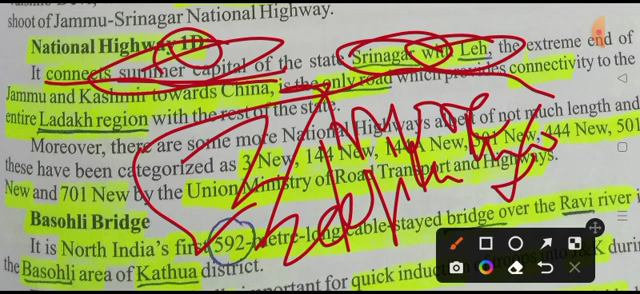 shoot of Jammu-Srinagar National Highway.
National Highway 1D
It connects summer capital of the state Srinagar with Leh, the extreme end of
Jammu and Kashmir towards China, is the only road which provides connectivity to the
entire Ladakh region with the rest of the state.
Moreover, there are some more National Highways albeit of not much length and
these have been categorized as 3 New, 144 New, 144A New, 301 New, 444 New, 501
New and 701 New by the Union Ministry of Road Transport and Highways.
Basohli Bridge
It is North India's first 592-metre-long cable-stayed bridge over the Ravi river
the Basohli area of Kathua district.
important for quick